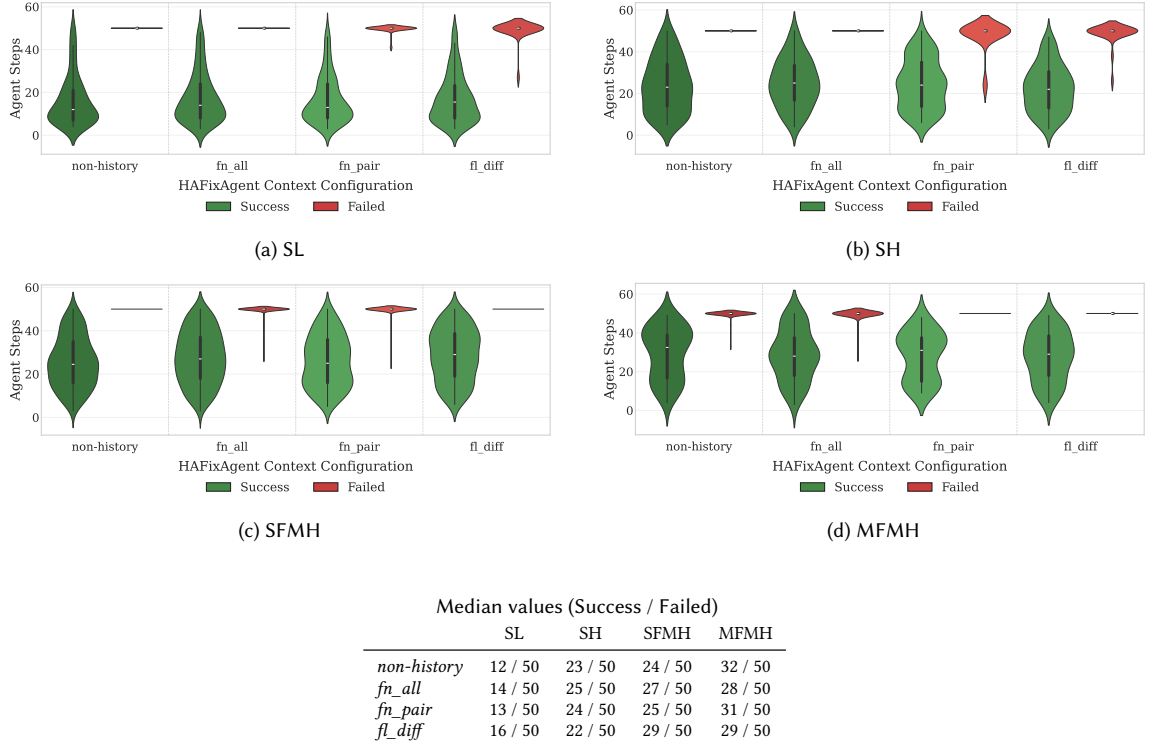 60
40
20
0
Agent Steps
non-history fn_all fn_pair fl_diff
HAFixAgent Context Configuration
Success Failed
(a) SL
60
40
20
0
Agent Steps
non-history fn_all fn_pair fl_diff
HAFixAgent Context Configuration
Success Failed
(b) SH
60
40
20
0
Agent Steps
non-history fn_all fn_pair fl_diff
HAFixAgent Context Configuration
Success Failed
(c) SFMH
60
40
20
0
Agent Steps
non-history fn_all fn_pair fl_diff
HAFixAgent Context Configuration
Success Failed
(d) MFMH
Median values (Success / Failed)
SL SH SFMH MFMH
non-history 12 / 50 23 / 50 24 / 50 32 / 50
fn_all 14 / 50 25 / 50 27 / 50 28 / 50
fn_pair 13 / 50 24 / 50 25 / 50 31 / 50
fl_diff 16 / 50 22 / 50 29 / 50 29 / 50